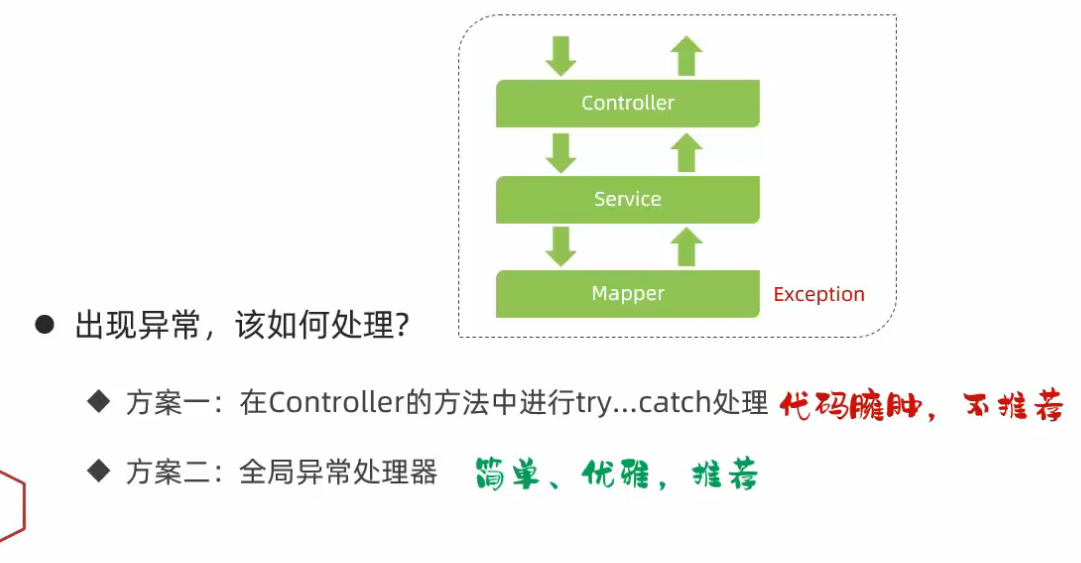 Controller
Service
Mapper
Exception
出现异常，该如何处理?
方案一：在Controller的方法中进行try...catch处理 代码臃肿，不推荐
方案二：全局异常处理器 简单、优雅，推荐